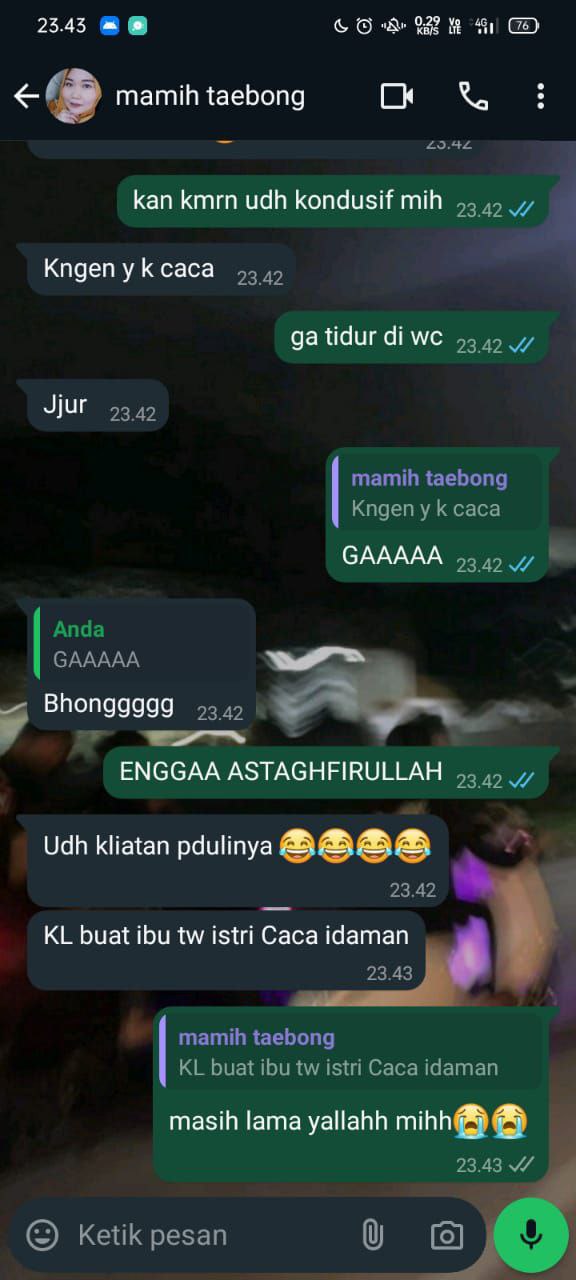 23.43
0.29 KB/S
Vo LTE
4G
76
mamih taebong
23.42
kan kmrn udh kondusif mih 23.42
Kngen y k caca 23.42
ga tidur di wc 23.42
Jjur 23.42
mamih taebong
Kngen y k caca
GAAAAA 23.42
Anda
GAAAAA
Bhonggggg 23.42
ENGGAA ASTAGHFIRULLAH 23.42
Udh kliatan pdulinya 😂😂😂😂
23.42
KL buat ibu tw istri Caca idaman
23.43
mamih taebong
KL buat ibu tw istri Caca idaman
masih lama yallahh mihh😭😭
23.43
Ketik pesan